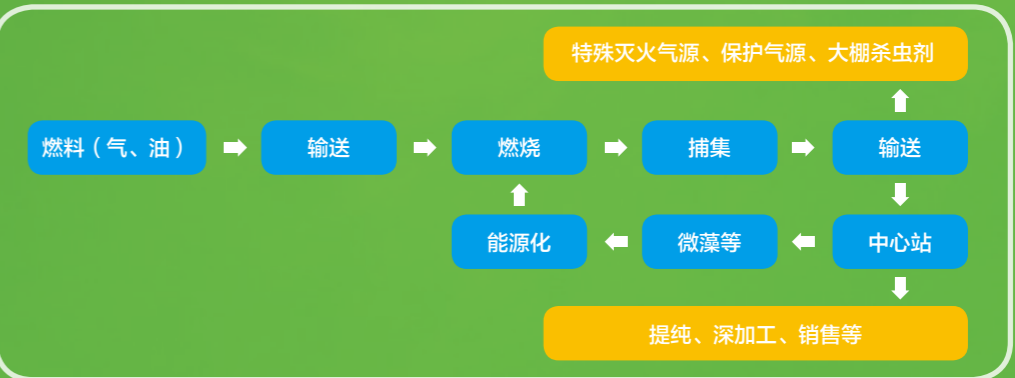 特殊灭火气源、保护气源、大棚杀虫剂
燃料（气、油）
输送
燃烧
捕集
输送
能源化
微藻等
中心站
提纯、深加工、销售等